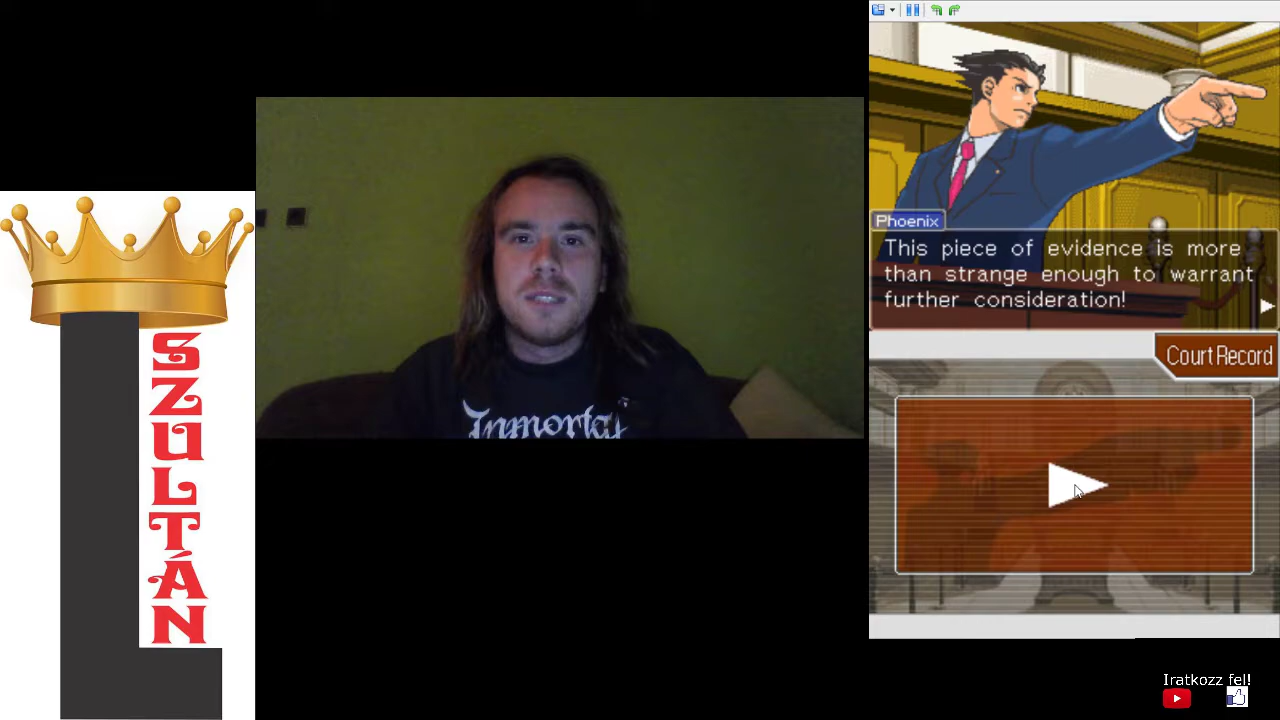 L
SZULTÁN
Inmortal
Phoenix
This piece of evidence is more
than strange enough to warrant
further consideration!
Court Record
Iratkozz fel!